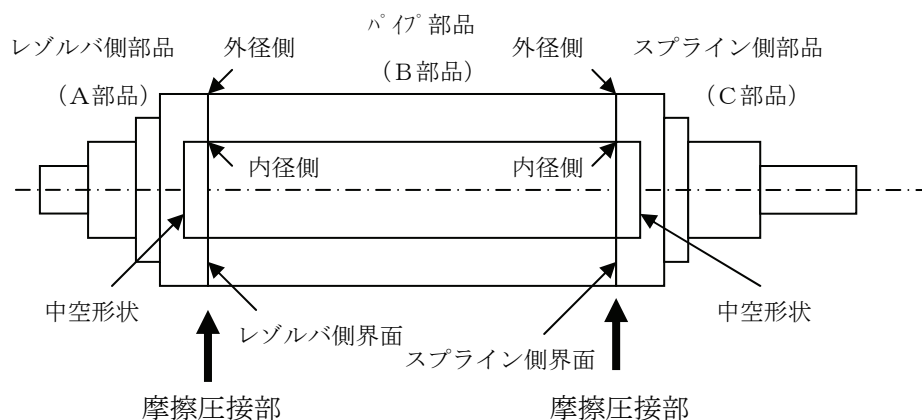 レゾルバ側部品
（A部品）
外径側
ﾊﾟｲﾌﾟ部品
（B部品）
外径側
スプライン側部品
（C部品）
内径側
内径側
中空形状
レゾルバ側界面
スプライン側界面
中空形状
摩擦圧接部
摩擦圧接部